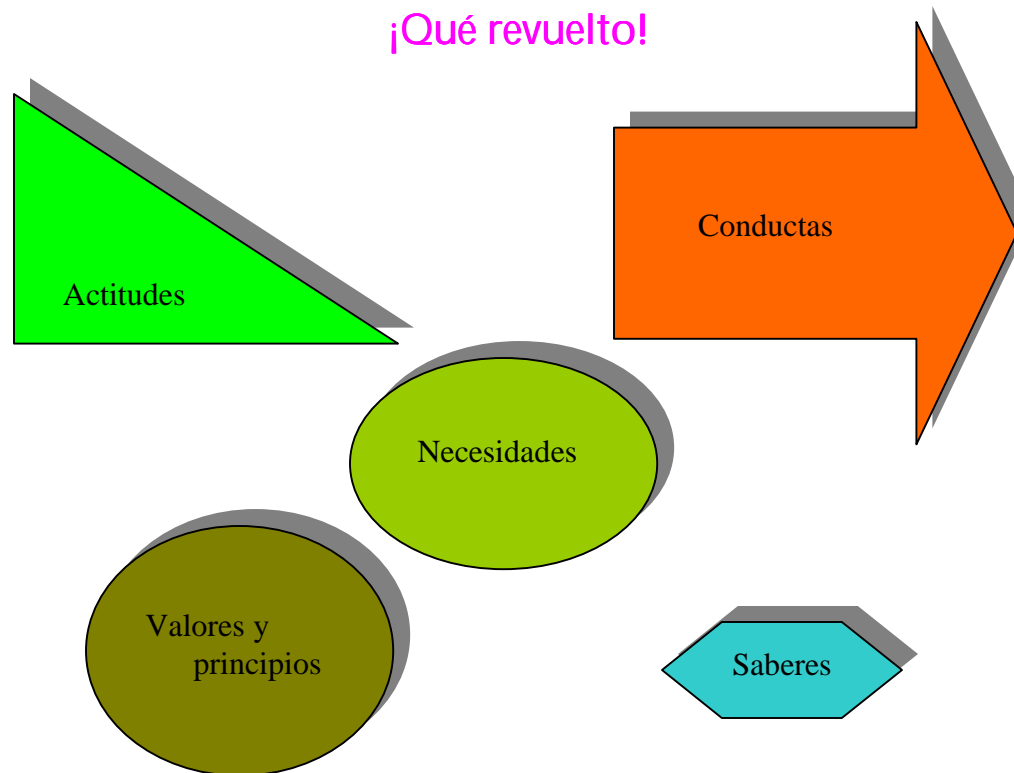 ¡Qué revuelto!
Conductas
Actitudes
Necesidades
Valores y
principios
Saberes